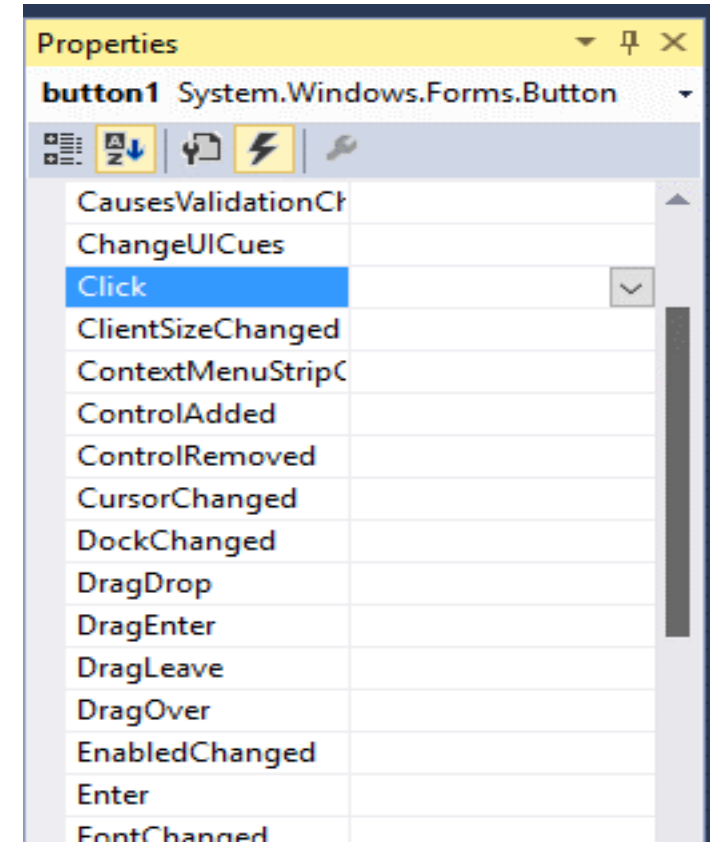 Properties
button1 System.Windows.Forms.Button
CausesValidationCh
ChangeUICues
Click
ClientSizeChanged
ContextMenuStripC
ControlAdded
ControlRemoved
CursorChanged
DockChanged
DragDrop
DragEnter
DragLeave
DragOver
EnabledChanged
Enter
FontChanged